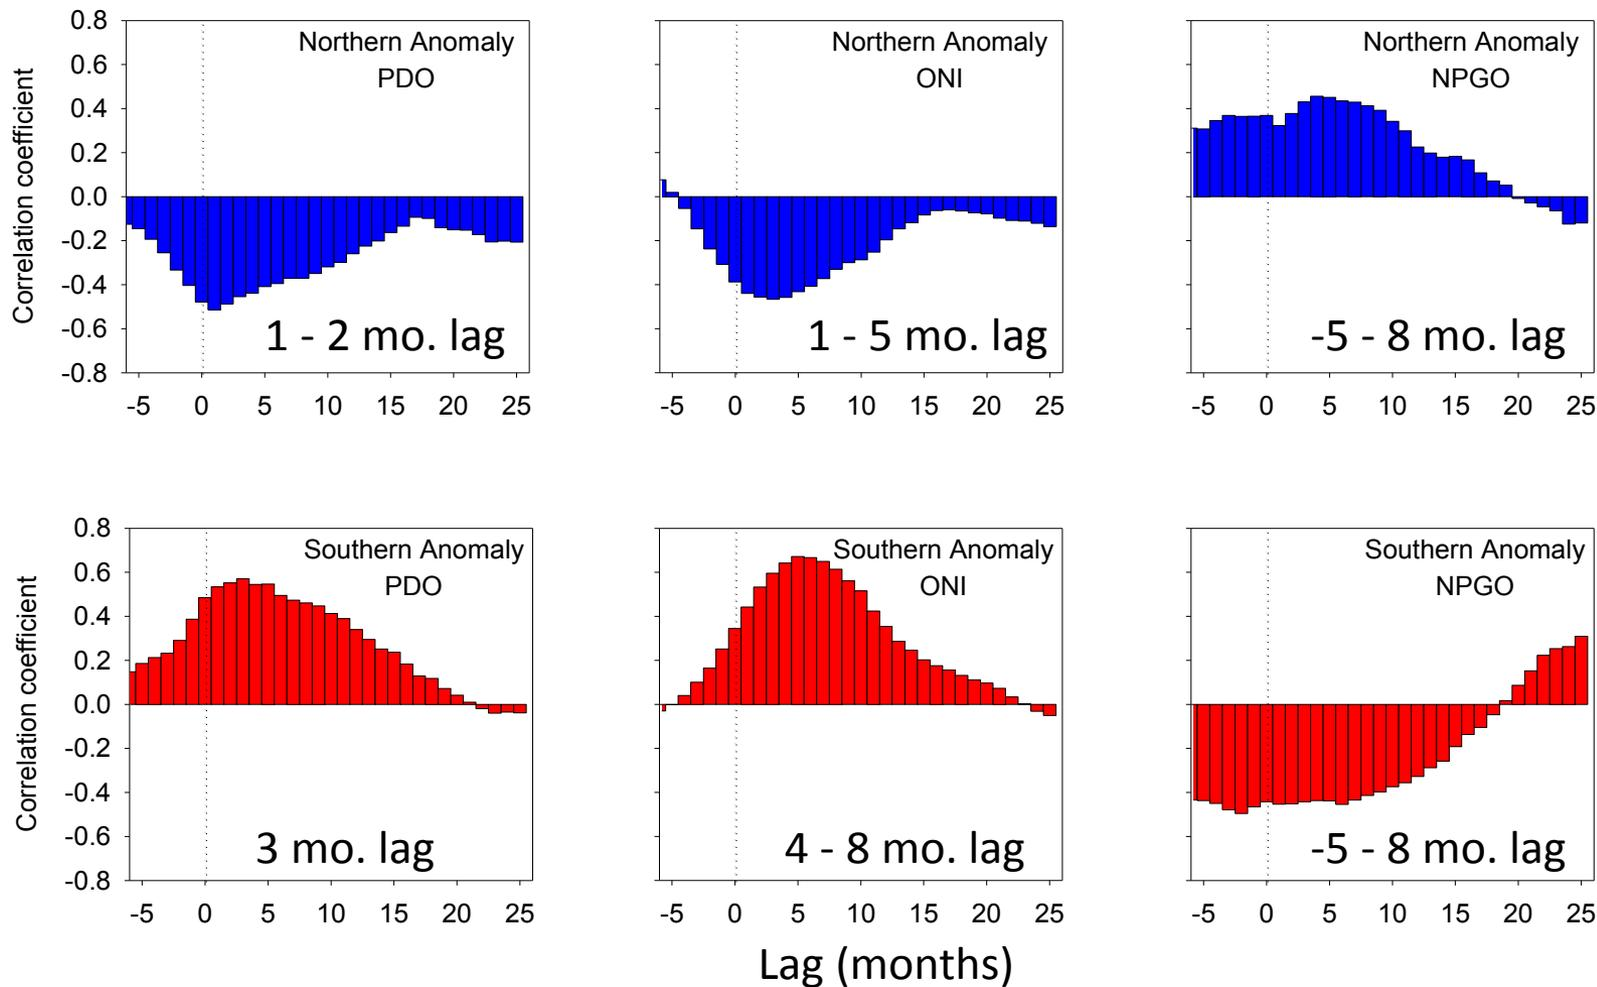 Northern Anomaly
PDO
Correlation coefficient
0.8
0.6
0.4
0.2
0.0
-0.2
-0.4
-0.6
-0.8
1 - 2 mo. lag
-5 0 5 10 15 20 25
Northern Anomaly
ONI
1 - 5 mo. lag
-5 0 5 10 15 20 25
Northern Anomaly
NPGO
-5 - 8 mo. lag
-5 0 5 10 15 20 25
Southern Anomaly
PDO
Correlation coefficient
0.8
0.6
0.4
0.2
0.0
-0.2
-0.4
-0.6
-0.8
3 mo. lag
-5 0 5 10 15 20 25
Southern Anomaly
ONI
4 - 8 mo. lag
-5 0 5 10 15 20 25
Southern Anomaly
NPGO
-5 - 8 mo. lag
-5 0 5 10 15 20 25
Lag (months)